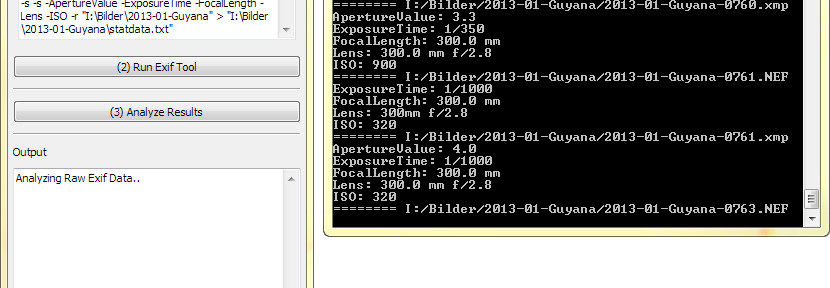 -s -s -ApertureValue -ExposureTime -FocalLength -
Lens -ISO -r "I:\Bilder\2013-01-Guyana" > "I:\Bilder
\2013-01-Guyana\statdata.txt"
(2) Run Exif Tool
(3) Analyze Results
Output
Analyzing Raw Exif Data..
======== I:/Bilder/2013-01-Guyana/2013-01-Guyana-0760.xmp
ApertureValue: 3.3
ExposureTime: 1/350
FocalLength: 300.0 mm
Lens: 300.0 mm f/2.8
ISO: 900
======== I:/Bilder/2013-01-Guyana/2013-01-Guyana-0761.NEF
ExposureTime: 1/1000
FocalLength: 300.0 mm
Lens: 300mm f/2.8
ISO: 320
======== I:/Bilder/2013-01-Guyana/2013-01-Guyana-0761.xmp
ApertureValue: 4.0
ExposureTime: 1/1000
FocalLength: 300.0 mm
Lens: 300.0 mm f/2.8
ISO: 320
======== I:/Bilder/2013-01-Guyana/2013-01-Guyana-0763.NEF